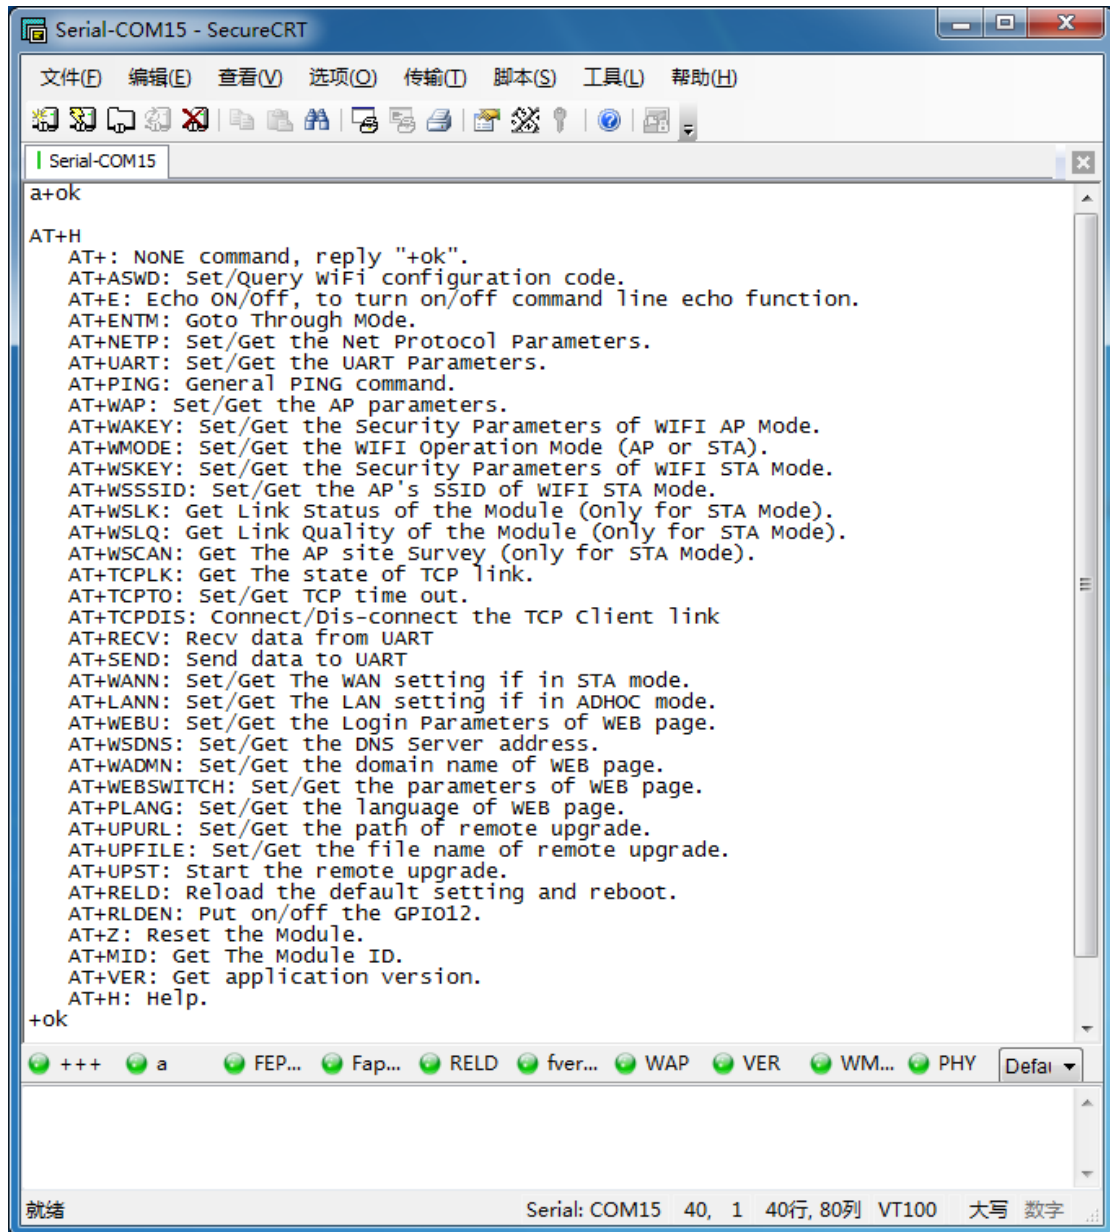 Serial-COM15 - SecureCRT
文件(F) 编辑(E) 查看(V) 选项(O) 传输(T) 脚本(S) 工具(L) 帮助(H)
Serial-COM15
a+ok
AT+H
AT+: NONE command, reply "+ok".
AT+ASWD: Set/Query WiFi configuration code.
AT+E: Echo ON/Off, to turn on/off command line echo function.
AT+ENTM: Goto Through MOde.
AT+NETP: Set/Get the Net Protocol Parameters.
AT+UART: Set/Get the UART Parameters.
AT+PING: General PING command.
AT+WAP: Set/Get the AP parameters.
AT+WAKEY: Set/Get the Security Parameters of WIFI AP Mode.
AT+WMODE: Set/Get the WIFI Operation Mode (AP or STA).
AT+WSKEY: Set/Get the Security Parameters of WIFI STA Mode.
AT+WSSSID: Set/Get the AP's SSID of WIFI STA Mode.
AT+WSLK: Get Link Status of the Module (Only for STA Mode).
AT+WSLQ: Get Link Quality of the Module (Only for STA Mode).
AT+WSCAN: Get The AP site Survey (only for STA Mode).
AT+TCPLK: Get The state of TCP link.
AT+TCPTO: Set/Get TCP time out.
AT+TCPDIS: Connect/Dis-connect the TCP Client link
AT+RECV: Recv data from UART
AT+SEND: Send data to UART
AT+WANN: Set/Get The WAN setting if in STA mode.
AT+LANN: Set/Get The LAN setting if in ADHOC mode.
AT+WEBU: Set/Get the Login Parameters of WEB page.
AT+WSDNS: Set/Get the DNS Server address.
AT+WADMN: Set/Get the domain name of WEB page.
AT+WEBSWITCH: Set/Get the parameters of WEB page.
AT+PLANG: Set/Get the language of WEB page.
AT+UPURL: Set/Get the path of remote upgrade.
AT+UPFILE: Set/Get the file name of remote upgrade.
AT+UPST: Start the remote upgrade.
AT+RELD: Reload the default setting and reboot.
AT+RLDEN: Put on/off the GPIO12.
AT+Z: Reset the Module.
AT+MID: Get The Module ID.
AT+VER: Get application version.
AT+H: Help.
+ok
+++ a FEP... Fap... RELD fver... WAP VER WM... PHY Defai
就绪 Serial: COM15 40, 1 40行, 80列 VT100 大写 数字